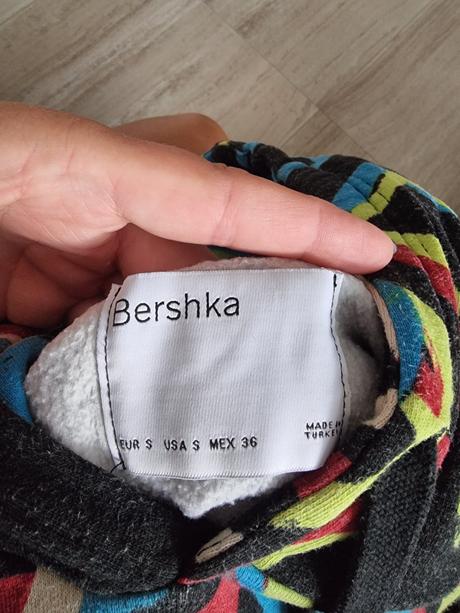 Bershka
EUR S USA S MEX 36
MADE IN
TURKEY